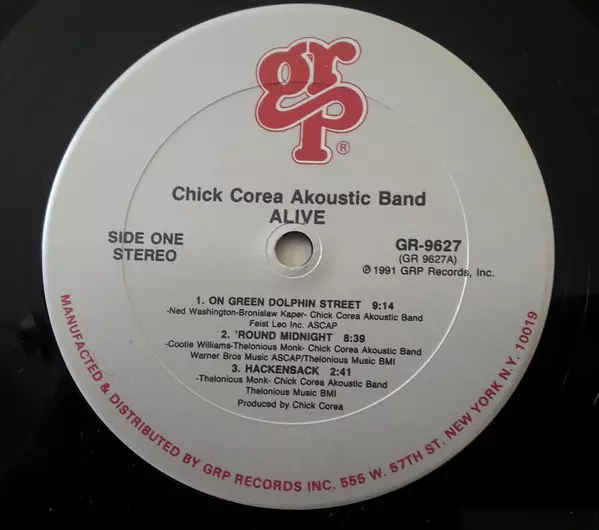 grp®
Chick Corea Akoustic Band
ALIVE
SIDE ONE
STEREO
GR-9627
(GR 9627A)
℗ 1991 GRP Records, Inc.
1. ON GREEN DOLPHIN STREET 9:14
-Ned Washington-Bronislaw Kaper- Chick Corea Akoustic Band
Feist Leo Inc. ASCAP
2. 'ROUND MIDNIGHT 8:39
-Cootie Williams-Thelonious Monk- Chick Corea Akoustic Band
Warner Bros Music ASCAP/Thelonious Music BMI
3. HACKENSACK 2:41
-Thelonious Monk- Chick Corea Akoustic Band
Thelonious Music BMI
Produced by Chick Corea
MANUFACTED & DISTRIBUTED BY GRP RECORDS INC. 555 W. 57TH ST. NEW YORK N.Y. 10019